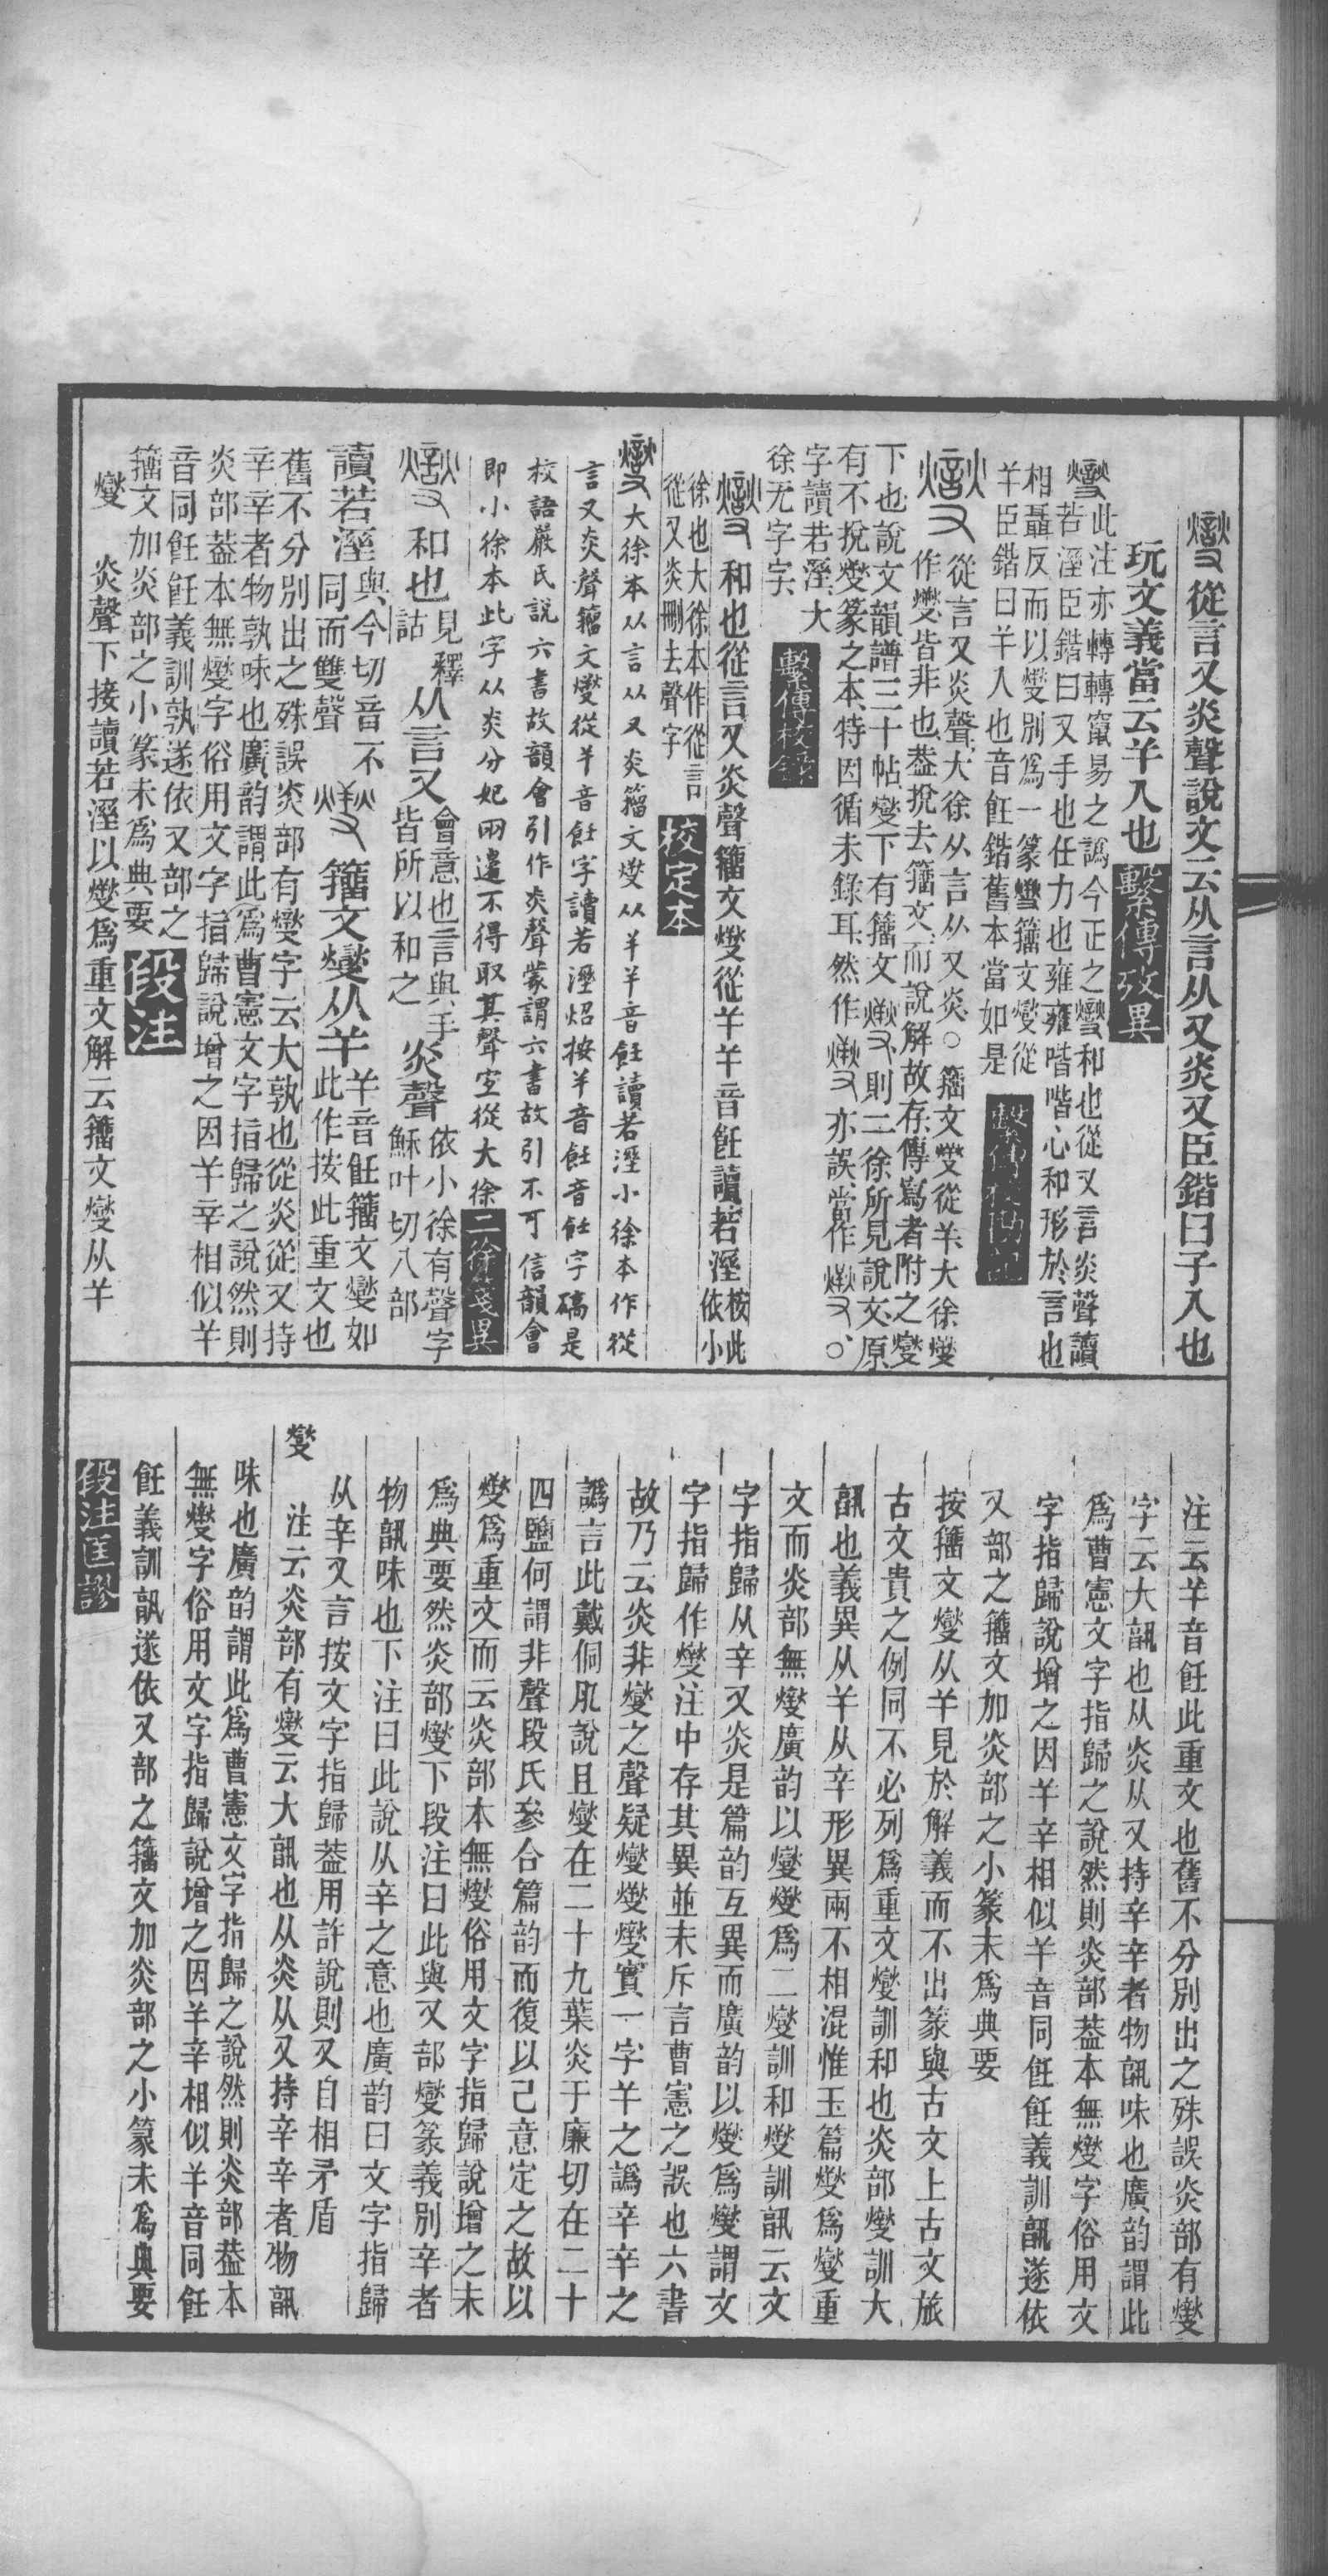 燮從言又炎聲說文云从言从又炎又臣鍇曰子入也
玩文義當云䇂入也 繫傳攷異
燮此注亦轉轉竄易之譌今正之燮和也從又言炎聲讀
若溼臣鍇曰又手也任力也雍雍喈喈心和形於言也
相聶反而以燮別爲一篆燮籀文燮從
䇂臣鍇曰䇂人也音飪鍇舊本當如是
從言又炎聲大徐从言从又炎○籀文燮從䇂大徐燮
作燮皆非也葢挩去籀文而說解故存傳寫者附之燮
下也說文韻譜三十帖燮下有籀文燮則二徐所見說文原
有不挩燮篆之本特因循未錄耳然作燮亦誤當作燮○
字讀若溼大
徐无字字 繫傳校錄
燮和也從言又炎聲籀文燮從䇂䇂音飪讀若溼 按此依小
徐也大徐本作從言
從又炎刪去聲字 校定本
燮大徐本从言从又炎籀文燮从䇂䇂音飪讀若溼小徐本作從
言又炎聲籀文燮從䇂音飪字讀若溼炤按䇂音飪音飪字稿是
校語嚴氏說六書故韻會引作炎聲蒙謂六書故引不可信韻會
即小徐本此字从炎分妃兩邊不得取其聲宜從大徐 二徐箋異
燮和也 見釋詁 从言又 會意也言與手皆所以和之 炎聲 依小徐有聲字穌叶切八部
讀若溼 與今切音不同而雙聲 籀文燮从䇂 䇂音飪籀文燮如此作按此重文也
舊不分別出之殊誤炎部有燮字云大孰也從炎從又持
辛辛者物孰味也廣韵謂此爲曹憲文字指歸之說然則
炎部葢本無燮字俗用文字指歸說增之因䇂辛相似䇂
音同飪飪義訓孰遂依又部之
籀文加炎部之小篆未爲典要 段注
燮 炎聲下接讀若溼以燮爲重文解云籀文燮从䇂
注云䇂音飪此重文也舊不分別出之殊誤炎部有燮
字云大孰也从炎从又持辛辛者物孰味也廣韵謂此
爲曹憲文字指歸之說然則炎部葢本無燮字俗用文
字指歸說增之因䇂辛相似䇂音同飪飪義訓孰遂依
又部之籀文加炎部之小篆未爲典要
按籀文燮从䇂見於解義而不出篆與古文上古文旅
古文貴之例同不必列爲重文燮訓和也炎部燮訓大
孰也義異从䇂从辛形異兩不相混惟玉篇燮爲燮重
文而炎部無燮廣韵以燮燮爲二燮訓和燮訓孰云文
字指歸从辛又炎是篇韵互異而廣韵以燮爲燮謂文
字指歸作燮注中存其異並未斥言曹憲之誤也六書
故乃云炎非燮之聲疑燮燮燮實一字䇂之譌辛辛之
譌言此戴侗肊說且燮在二十九葉炎于廉切在二十
四鹽何謂非聲段氏參合篇韵而復以己意定之故以
燮爲重文而云炎部本無燮俗用文字指歸說增之未
爲典要然炎部燮下段注曰此與又部燮篆義別辛者
物孰味也下注曰此說从辛之意也廣韵曰文字指歸
从辛又言按文字指歸葢用許說則又自相矛盾
燮 注云炎部有燮云大孰也从炎从又持辛辛者物孰
味也廣韵謂此爲曹憲文字指歸之說然則炎部葢本
無燮字俗用文字指歸說增之因䇂辛相似䇂音同飪
飪義訓孰遂依又部之籀文加炎部之小篆未爲典要
段注匡謬